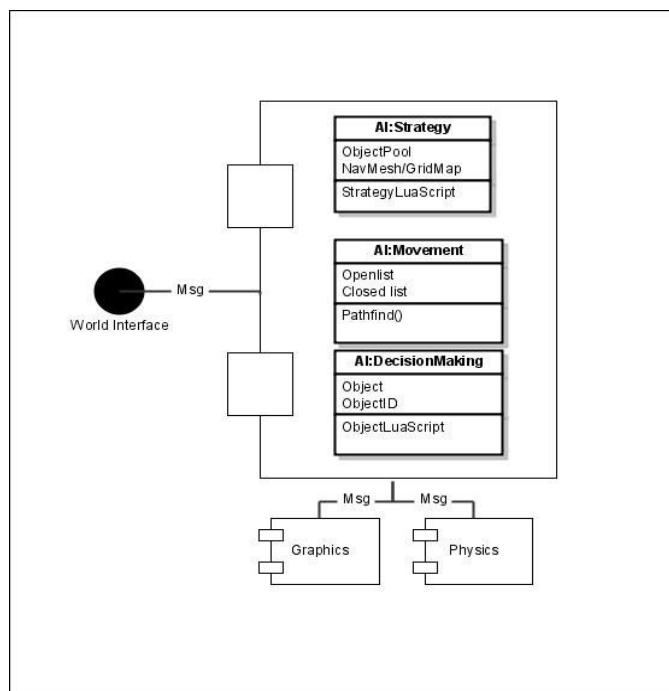 AI:Strategy
ObjectPool
NavMesh/GridMap
StrategyLuaScript
AI:Movement
Openlist
Closed list
Pathfind()
Msg
World Interface
AI:DecisionMaking
Object
ObjectID
ObjectLuaScript
Msg
Msg
Graphics
Physics